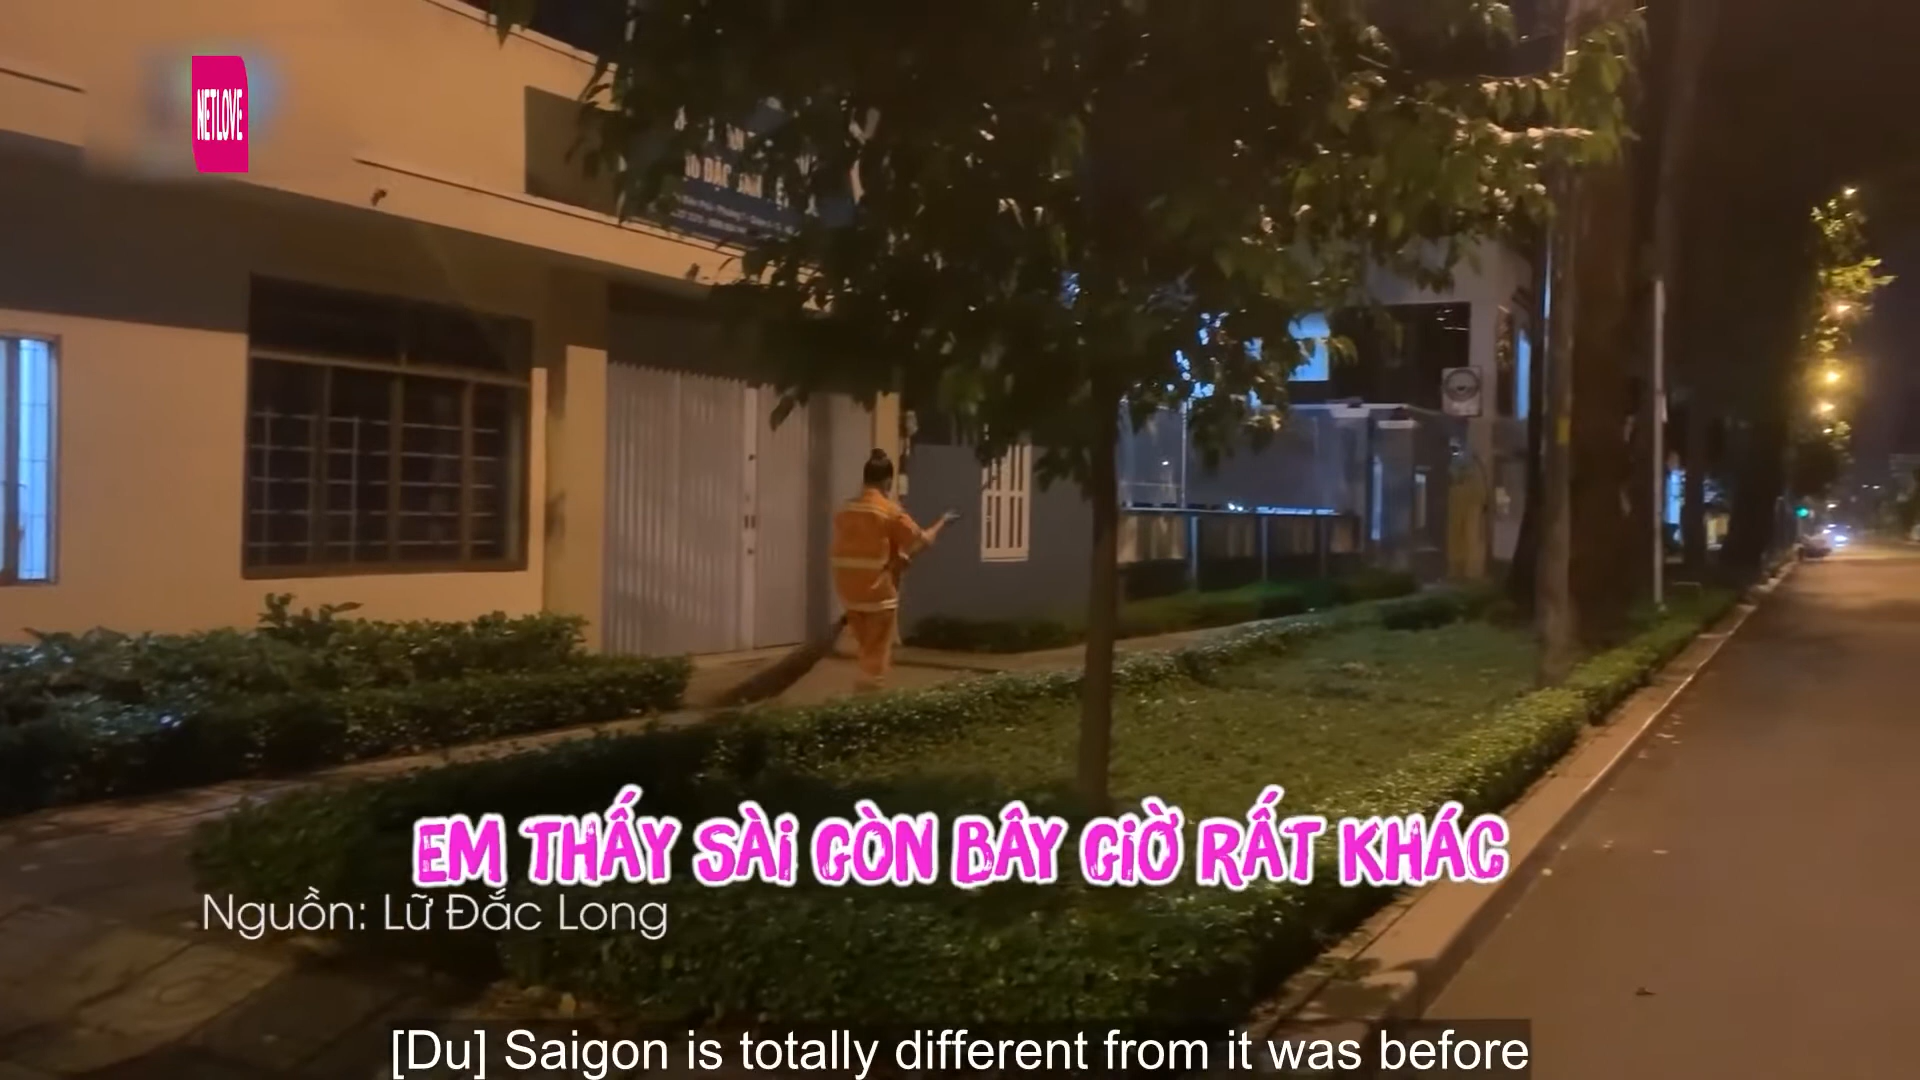 NETLOVE
EM THẤY SÀI GÒN BÂY GIỜ RẤT KHÁC
Nguồn: Lữ Đắc Long
[Du] Saigon is totally different from it was before